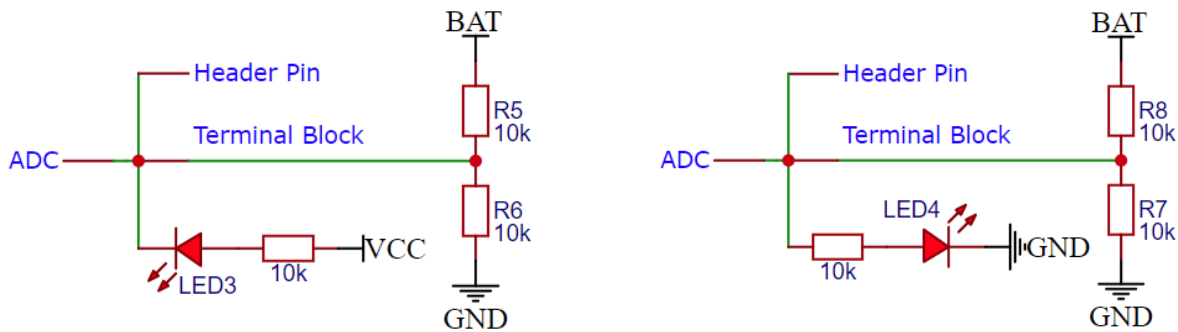 BAT
Header Pin
R5
10k
Terminal Block
ADC
R6
10k
VCC
10k
LED3
GND
BAT
Header Pin
R8
10k
Terminal Block
ADC
R7
10k
LED4
GND
10k
GND